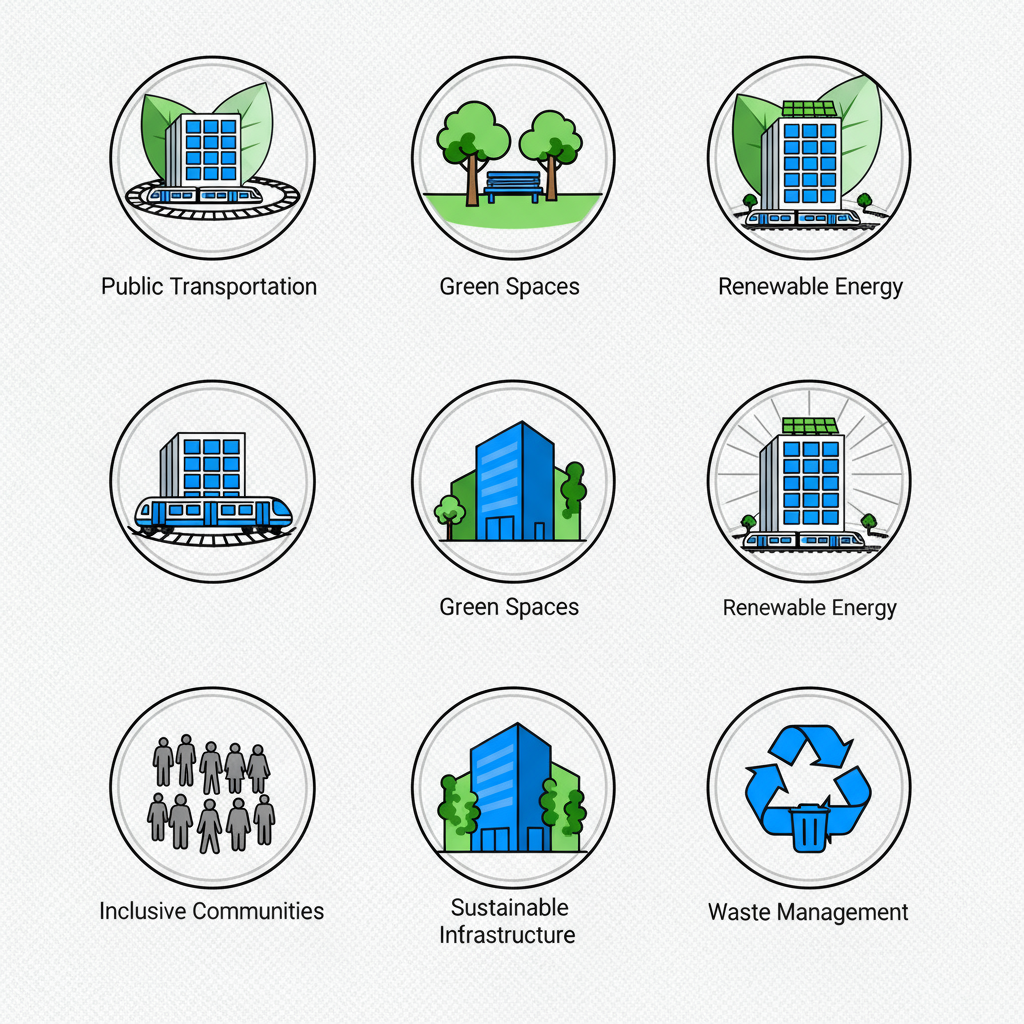 Public Transportation
Green Spaces
Renewable Energy
Green Spaces
Renewable Energy
Inclusive Communities
Sustainable
Infrastructure
Waste Management